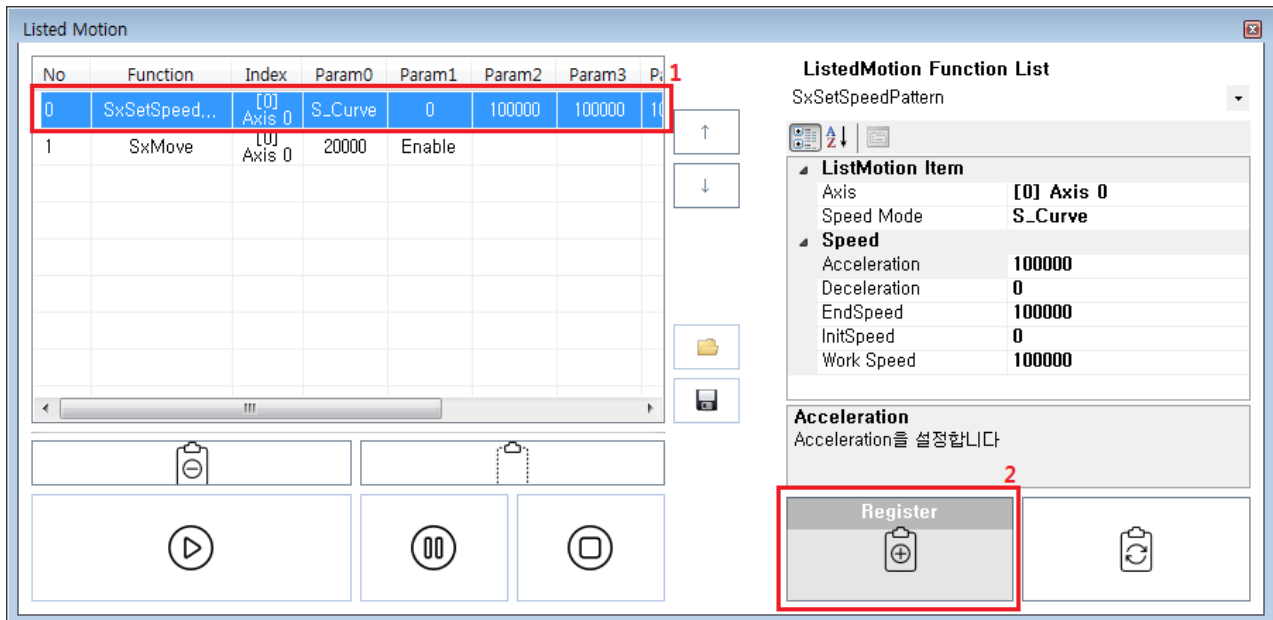 Listed Motion
No Function Index Param0 Param1 Param2 Param3 1
0 SxSetSpeed... [0] Axis 0 S_Curve 0 100000 100000 10
1 SxMove [0] Axis 0 20000 Enable
ListedMotion Function List
SxSetSpeedPattern
ListMotion Item
Axis [0] Axis 0
Speed Mode S_Curve
Speed
Acceleration 100000
Deceleration 0
EndSpeed 100000
InitSpeed 0
Work Speed 100000
Acceleration
Acceleration을 설정합니다
2
Register